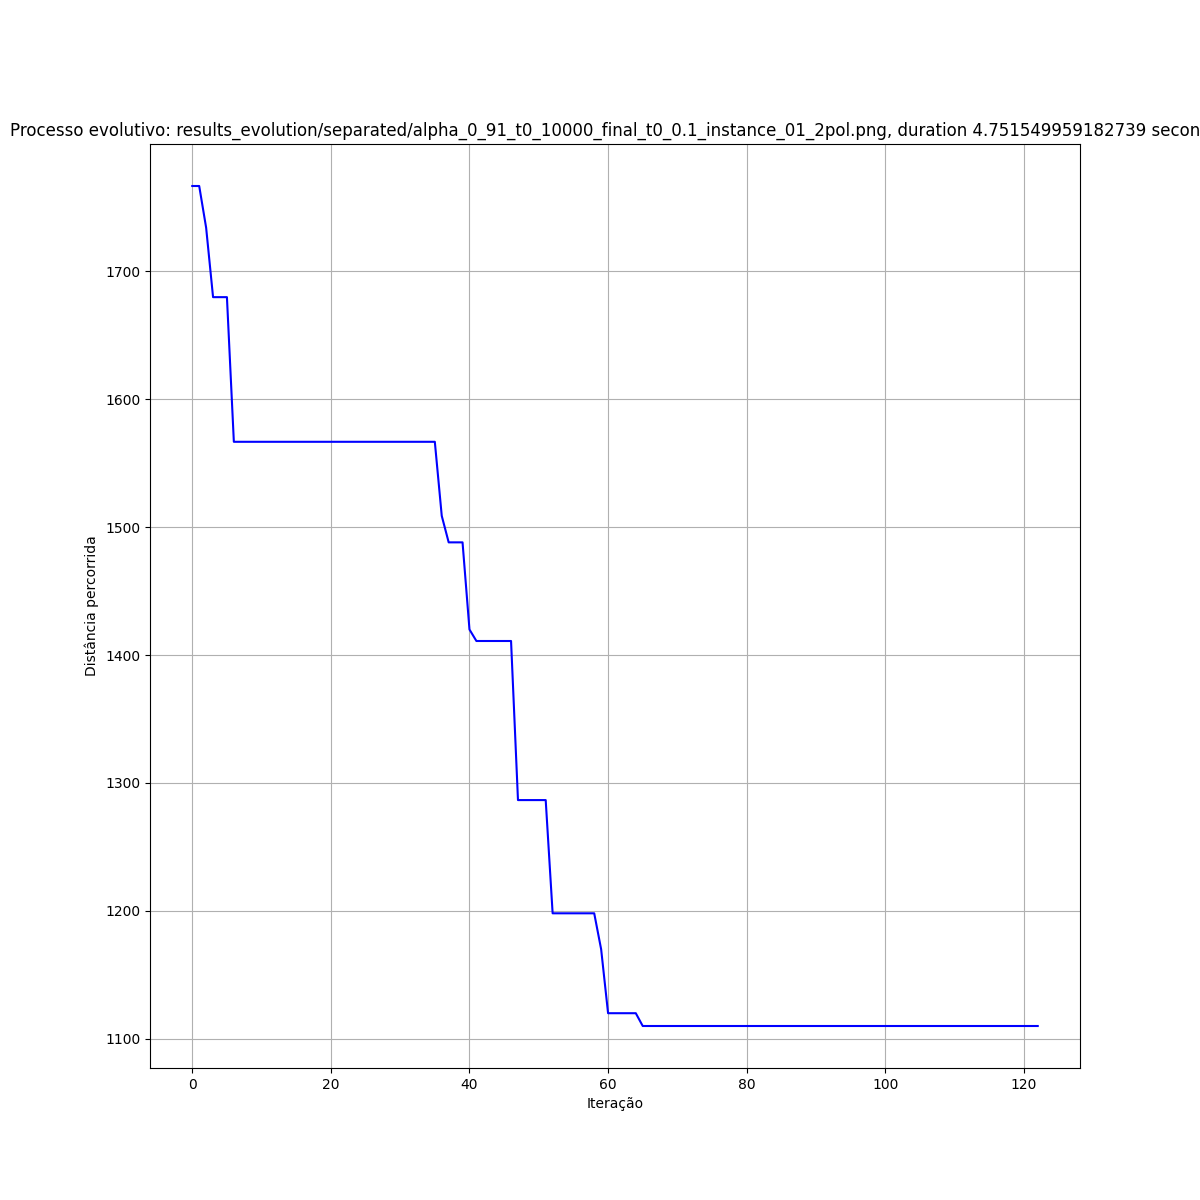 Processo evolutivo: results_evolution/separated/alpha_0_91_t0_10000_final_t0_0.1_instance_01_2pol.png, duration 4.751549959182739 secon
Distância percorrida
1700
1600
1500
1400
1300
1200
1100
0 20 40 60 80 100 120
Iteração